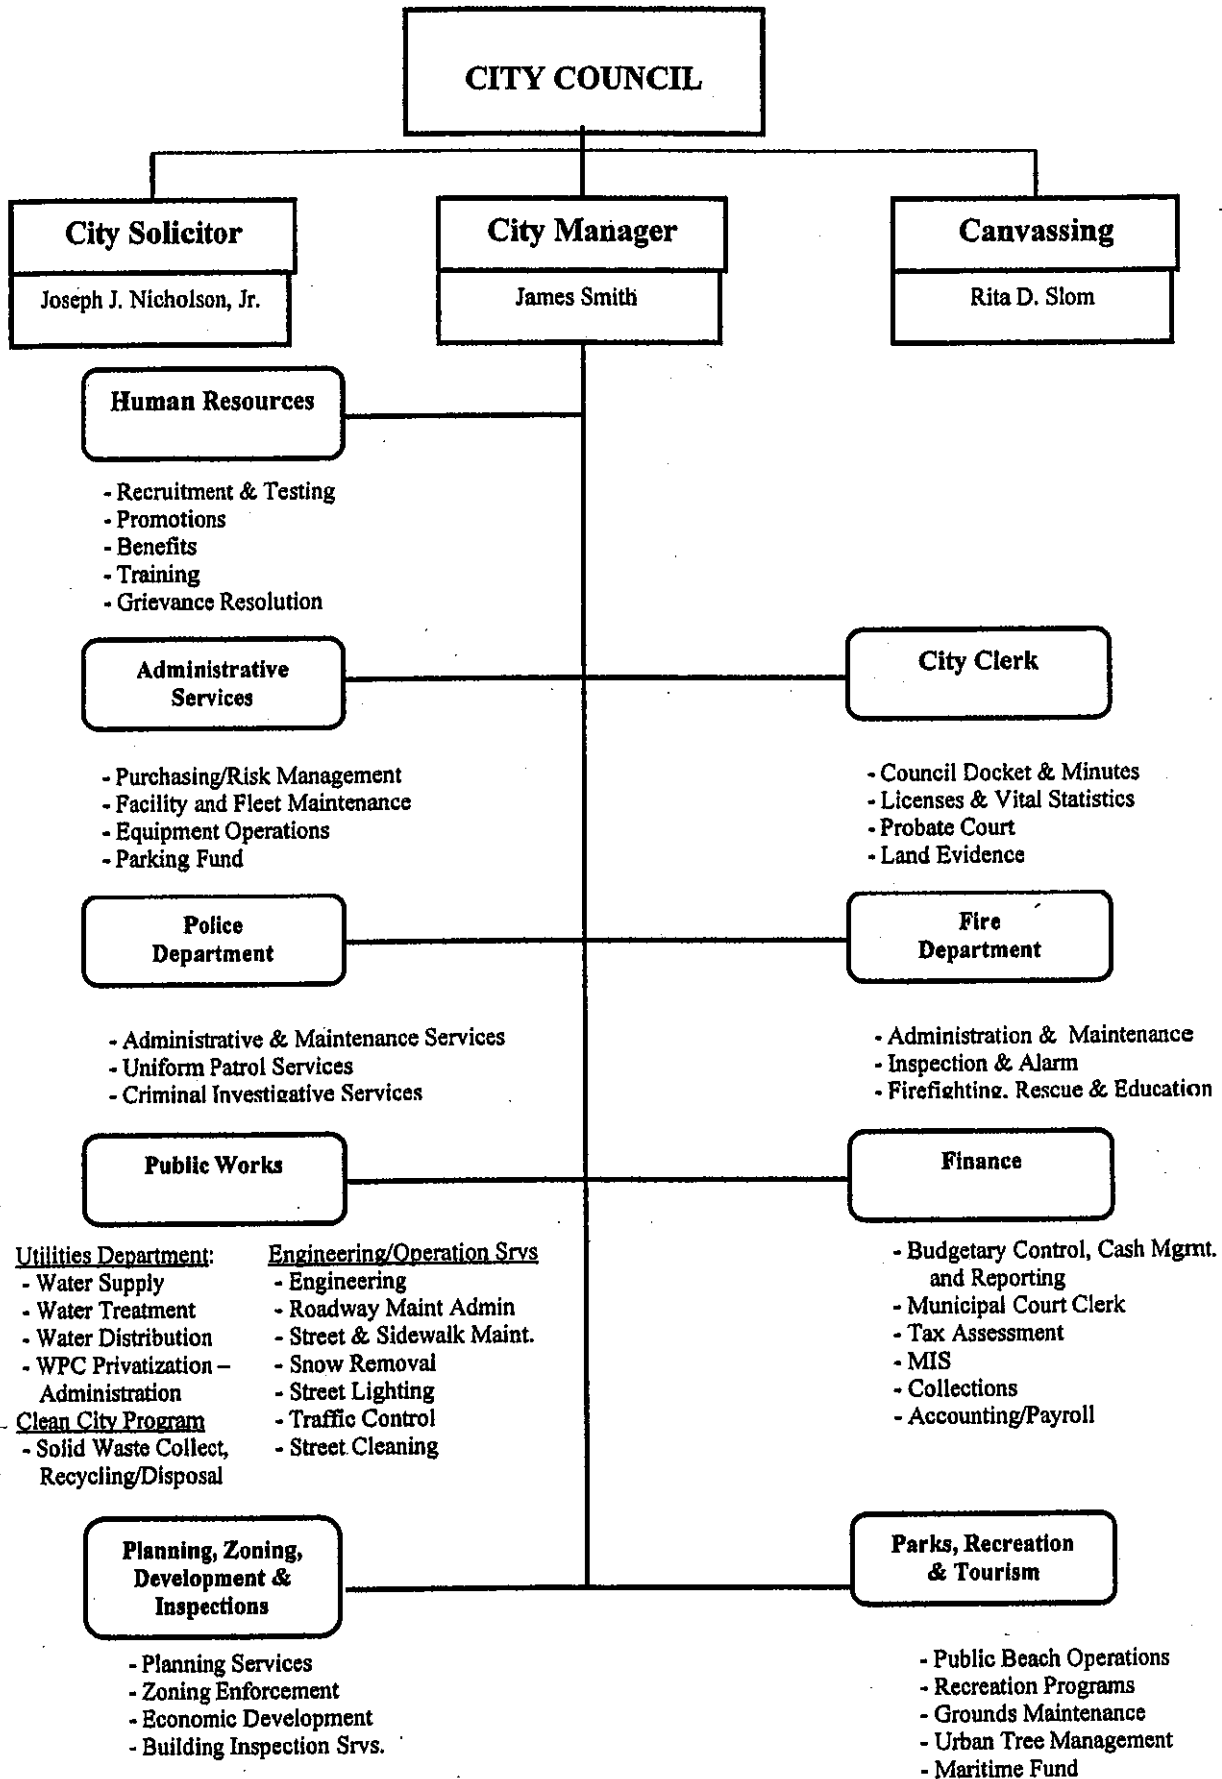 CITY COUNCIL
City Solicitor
Joseph J. Nicholson, Jr.
City Manager
James Smith
Canvassing
Rita D. Slom
Human Resources
- Recruitment & Testing
- Promotions
- Benefits
- Training
- Grievance Resolution
Administrative
Services
- Purchasing/Risk Management
- Facility and Fleet Maintenance
- Equipment Operations
- Parking Fund
City Clerk
- Council Docket & Minutes
- Licenses & Vital Statistics
- Probate Court
- Land Evidence
Police
Department
- Administrative & Maintenance Services
- Uniform Patrol Services
- Criminal Investigative Services
Fire
Department
- Administration & Maintenance
- Inspection & Alarm
- Firefighting, Rescue & Education
Public Works
Utilities Department:
- Water Supply
- Water Treatment
- Water Distribution
- WPC Privatization –
Administration
Clean City Program
- Solid Waste Collect,
Recycling/Disposal
Engineering/Operation Srvs
- Engineering
- Roadway Maint Admin
- Street & Sidewalk Maint.
- Snow Removal
- Street Lighting
- Traffic Control
- Street Cleaning
Finance
- Budgetary Control, Cash Mgmt.
and Reporting
- Municipal Court Clerk
- Tax Assessment
- MIS
- Collections
- Accounting/Payroll
Planning, Zoning,
Development &
Inspections
- Planning Services
- Zoning Enforcement
- Economic Development
- Building Inspection Srvs.
Parks, Recreation
& Tourism
- Public Beach Operations
- Recreation Programs
- Grounds Maintenance
- Urban Tree Management
- Maritime Fund